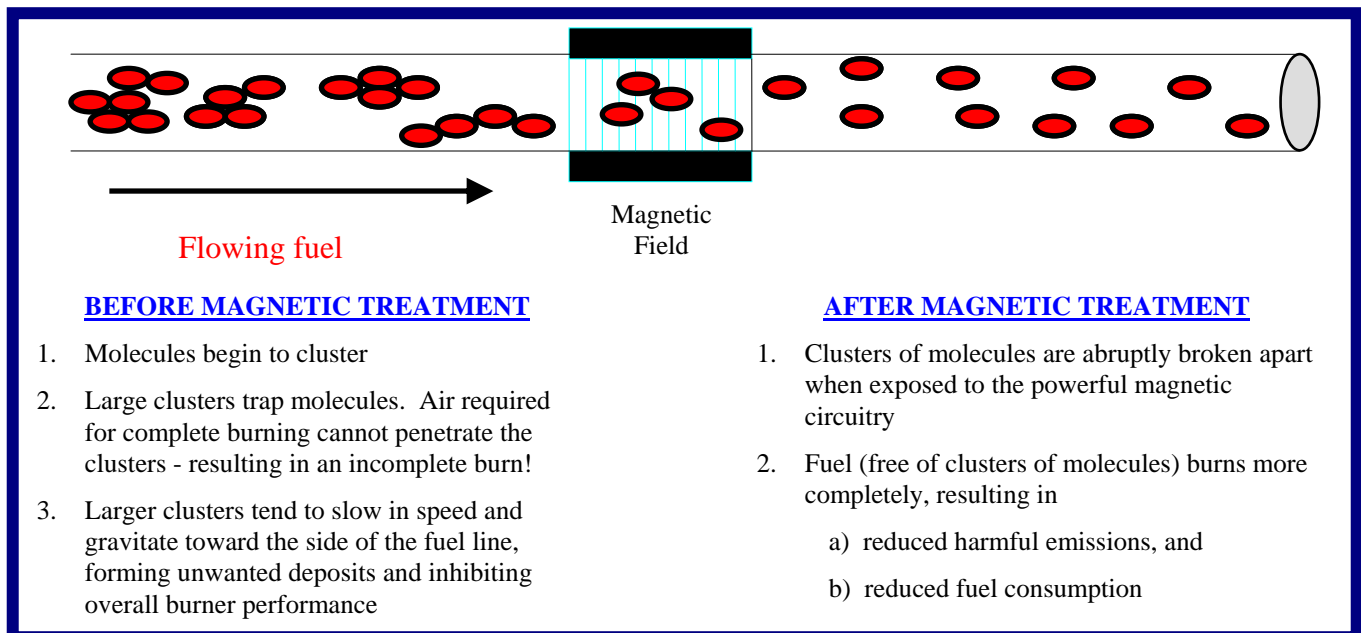 Magnetic
Field
Flowing fuel
BEFORE MAGNETIC TREATMENT
1. Molecules begin to cluster
2. Large clusters trap molecules.  Air required
for complete burning cannot penetrate the
clusters - resulting in an incomplete burn!
3. Larger clusters tend to slow in speed and
gravitate toward the side of the fuel line,
forming unwanted deposits and inhibiting
overall burner performance
AFTER MAGNETIC TREATMENT
1. Clusters of molecules are abruptly broken apart
when exposed to the powerful magnetic
circuitry
2. Fuel (free of clusters of molecules) burns more
completely, resulting in
a) reduced harmful emissions, and
b) reduced fuel consumption